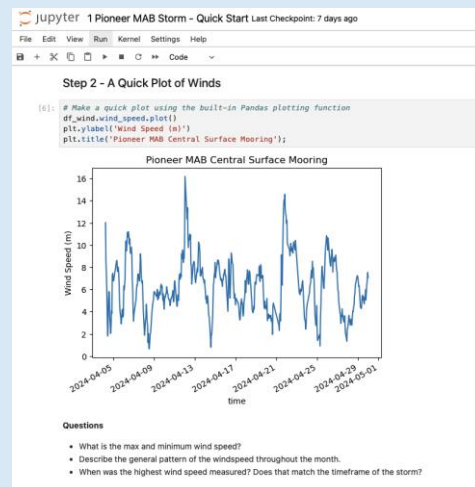 jupyter 1 Pioneer MAB Storm - Quick Start Last Checkpoint: 7 days ago
File Edit View Run Kernel Settings Help
Code
Step 2 - A Quick Plot of Winds
[6]: # Make a quick plot using the built-in Pandas plotting function
df_wind.wind_speed.plot()
plt.ylabel('Wind Speed (m)')
plt.title('Pioneer MAB Central Surface Mooring');
Pioneer MAB Central Surface Mooring
16
14
12
10
8
6
4
2
0
Wind Speed (m)
2024-04-05 2024-04-09 2024-04-13 2024-04-17 2024-04-21 2024-04-25 2024-04-29 2024-05-01
time
Questions
• What is the max and minimum wind speed?
• Describe the general pattern of the windspeed throughout the month.
• When was the highest wind speed measured? Does that match the timeframe of the storm?